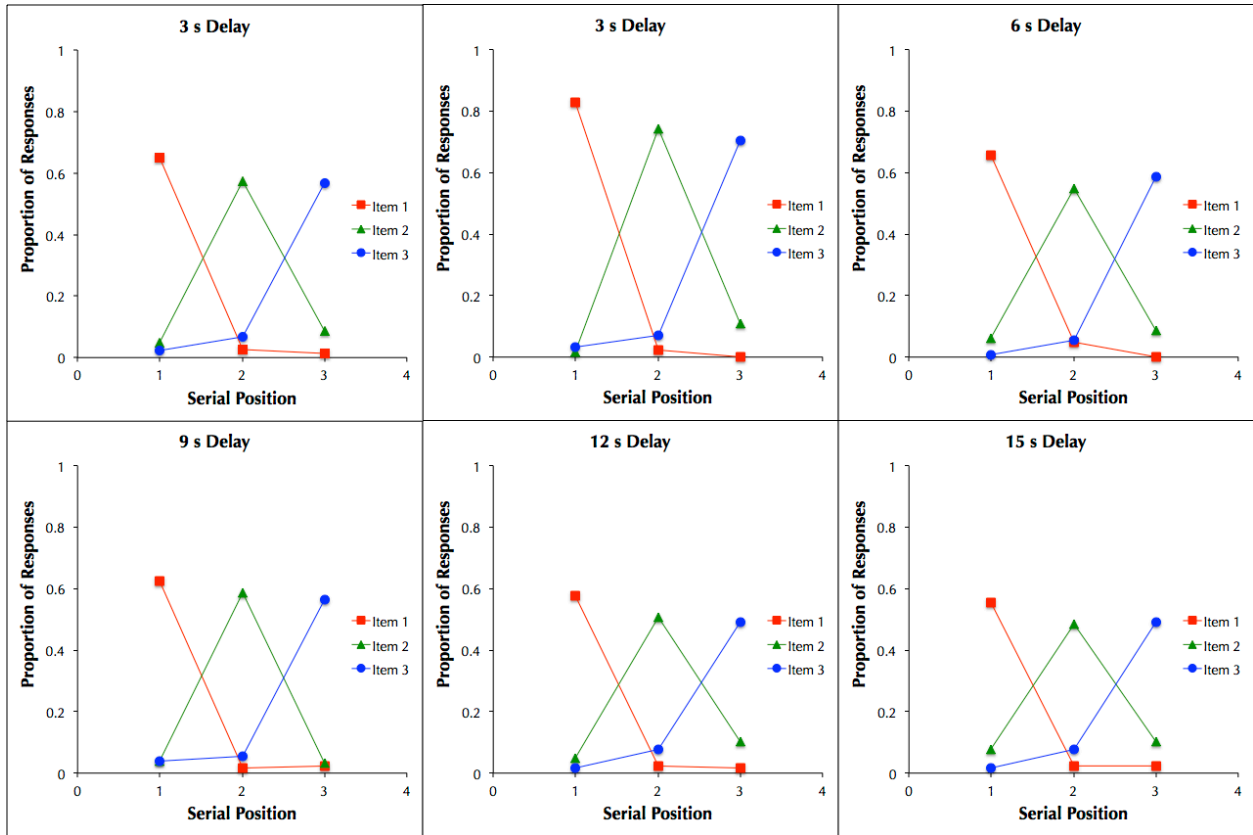 3 s Delay
Proportion of Responses
1
0.8
0.6
0.4
0.2
0
0 1 2 3 4
Serial Position
Item 1
Item 2
Item 3
3 s Delay
Proportion of Responses
1
0.8
0.6
0.4
0.2
0
0 1 2 3 4
Serial Position
Item 1
Item 2
Item 3
6 s Delay
Proportion of Responses
1
0.8
0.6
0.4
0.2
0
0 1 2 3 4
Serial Position
Item 1
Item 2
Item 3
9 s Delay
Proportion of Responses
1
0.8
0.6
0.4
0.2
0
0 1 2 3 4
Serial Position
Item 1
Item 2
Item 3
12 s Delay
Proportion of Responses
1
0.8
0.6
0.4
0.2
0
0 1 2 3 4
Serial Position
Item 1
Item 2
Item 3
15 s Delay
Proportion of Responses
1
0.8
0.6
0.4
0.2
0
0 1 2 3 4
Serial Position
Item 1
Item 2
Item 3